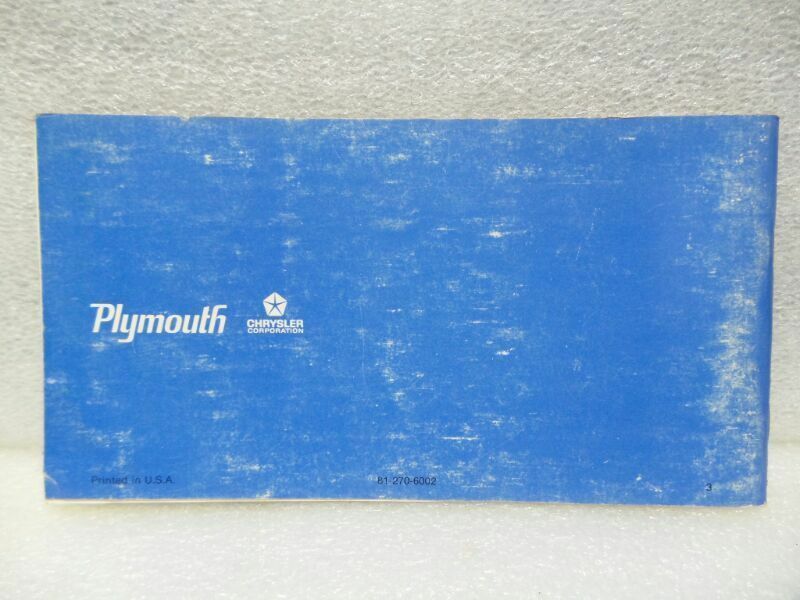 Plymouth
CHRYSLER
CORPORATION
Printed in U.S.A.
81-270-6002
3